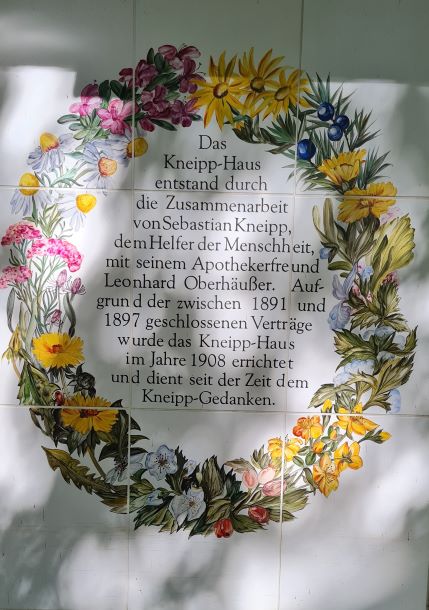 Das
Kneipp-Haus
entstand durch
die Zusammenarbeit
von Sebastian Kneipp,
dem Helfer der Menschheit,
mit seinem Apothekerfreund
Leonhard Oberhäußer. Auf-
grund der zwischen 1891 und
1897 geschlossenen Verträge
wurde das Kneipp-Haus
im Jahre 1908 errichtet
und dient seit der Zeit dem
Kneipp-Gedanken.